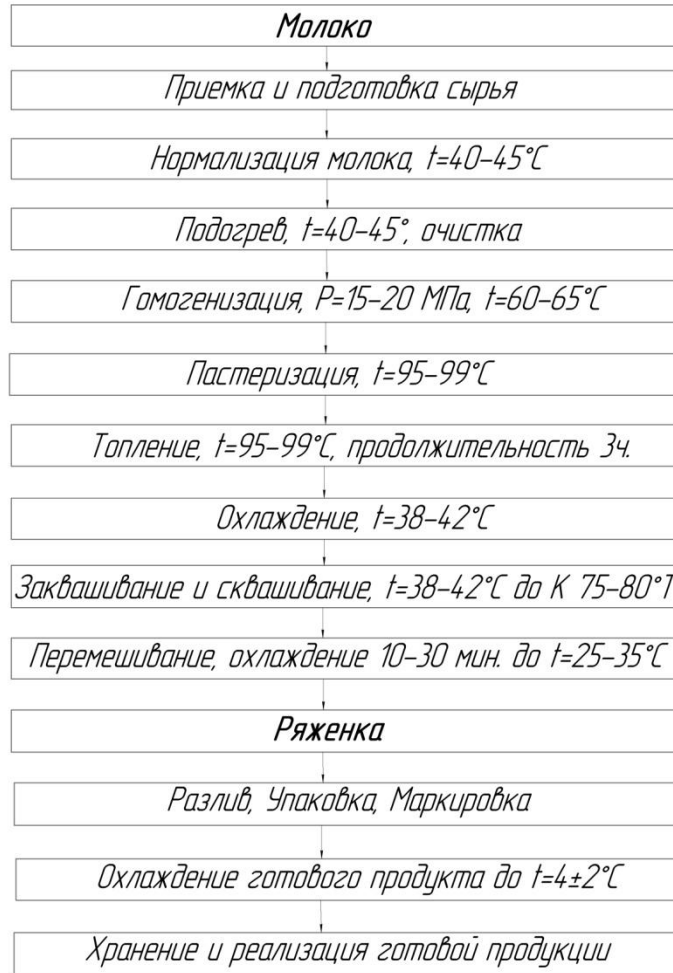 Молоко
Приемка и подготовка сырья
Нормализация молока, t=40-45°С
Подогрев, t=40-45°, очистка
Гомогенизация, Р=15-20 МПа, t=60-65°С
Пастеризация, t=95-99°С
Топление, t=95-99°С, продолжительность 3ч.
Охлаждение, t=38-42°С
Заквашивание и сквашивание, t=38-42°С до К 75-80°Т
Перемешивание, охлаждение 10-30 мин. до t=25-35°С
Ряженка
Разлив, Упаковка, Маркировка
Охлаждение готового продукта до t=4±2°С
Хранение и реализация готовой продукции